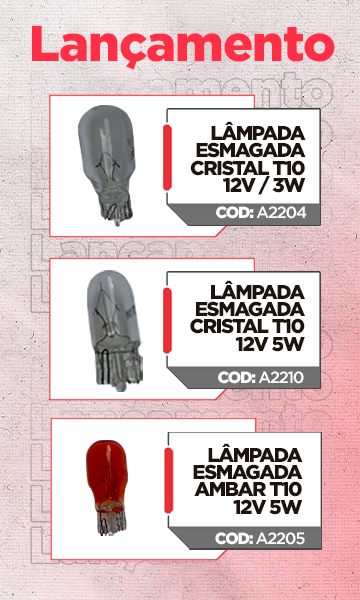 Lançamento
LÂMPADA
ESMAGADA
CRISTAL T10
12V / 3W
COD: A2204
LÂMPADA
ESMAGADA
CRISTAL T10
12V 5W
COD: A2210
LÂMPADA
ESMAGADA
AMBAR T10
12V 5W
COD: A2205